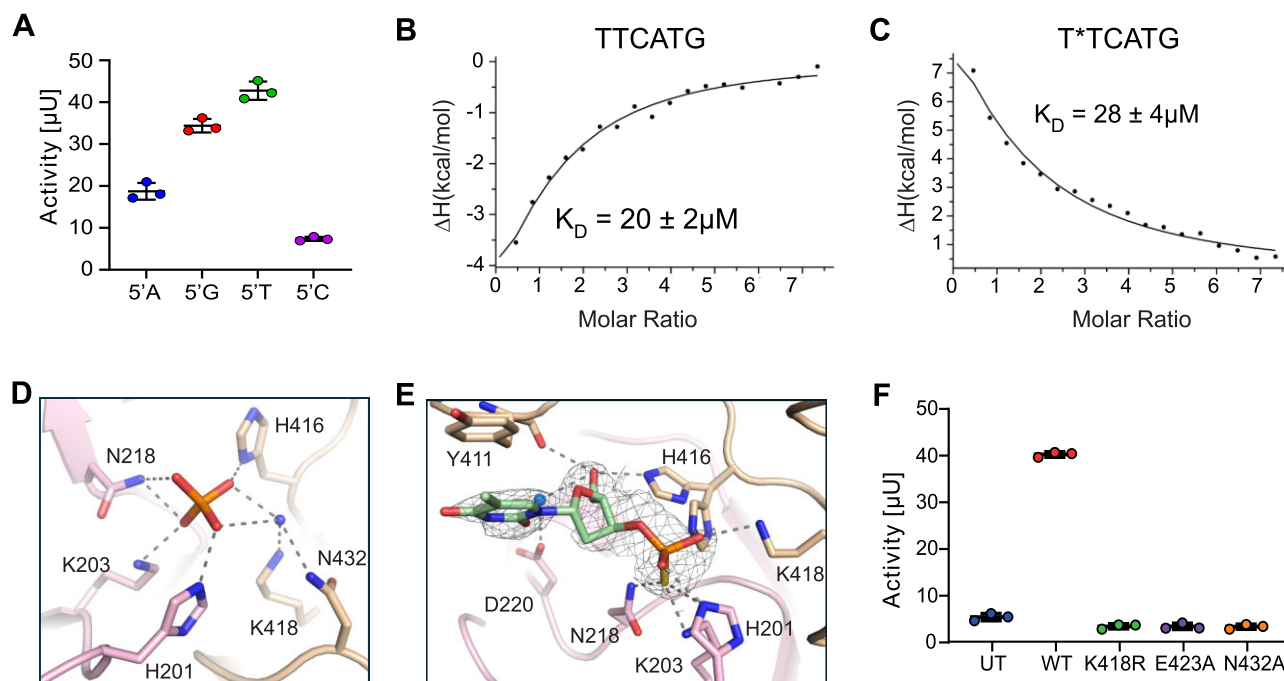 A
Activity [µU]
50
40
30
20
10
0
5'A 5'G 5'T 5'C
B
TTCATG
ΔH(kcal/mol)
0
-1
-2
-3
-4
K_D = 20 ± 2µM
0 1 2 3 4 5 6 7
Molar Ratio
C
T*TCATG
ΔH(kcal/mol)
7
6
5
4
3
2
1
K_D = 28 ± 4µM
0 1 2 3 4 5 6 7
Molar Ratio
D
H416
N218
K203
N432
K418
H201
E
Y411
H416
K418
D220
N218
H201
K203
F
Activity [µU]
50
40
30
20
10
0
UT WT K418R E423A N432A